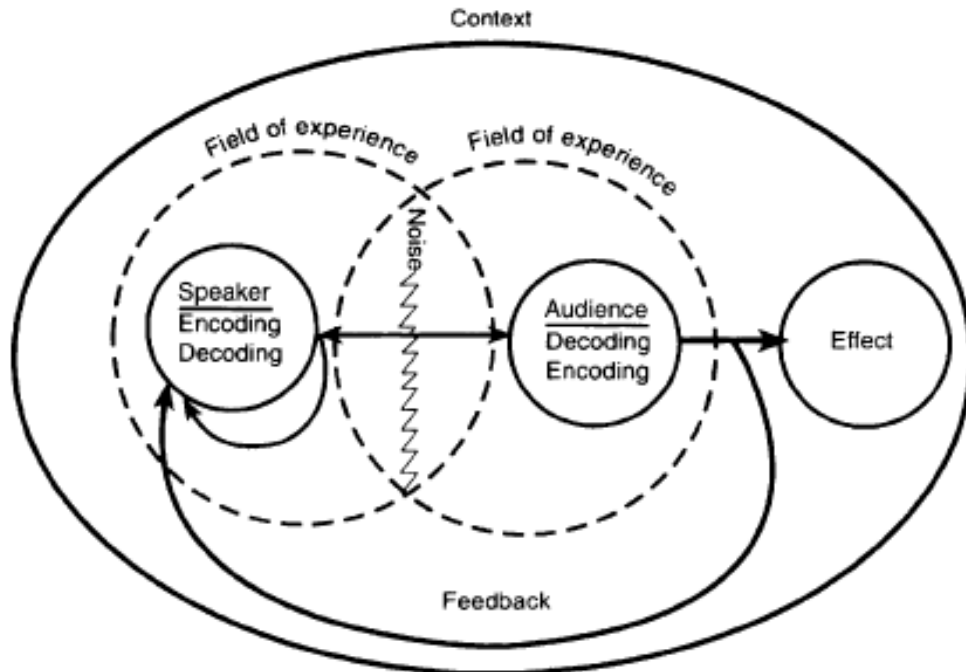 Context
Field of experience
Field of experience
Noise
Speaker
Encoding
Decoding
Audience
Decoding
Encoding
Effect
Feedback